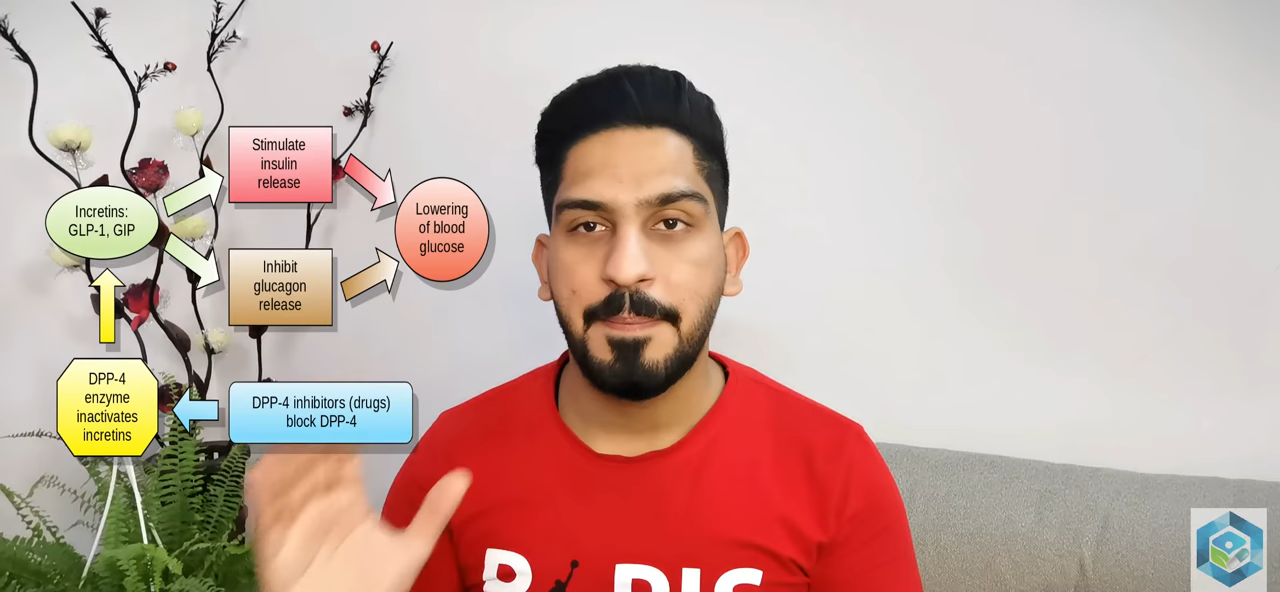 Stimulate
insulin
release
Incretins:
GLP-1, GIP
Lowering
of blood
glucose
Inhibit
glucagon
release
DPP-4
enzyme
inactivates
incretins
DPP-4 inhibitors (drugs)
block DPP-4